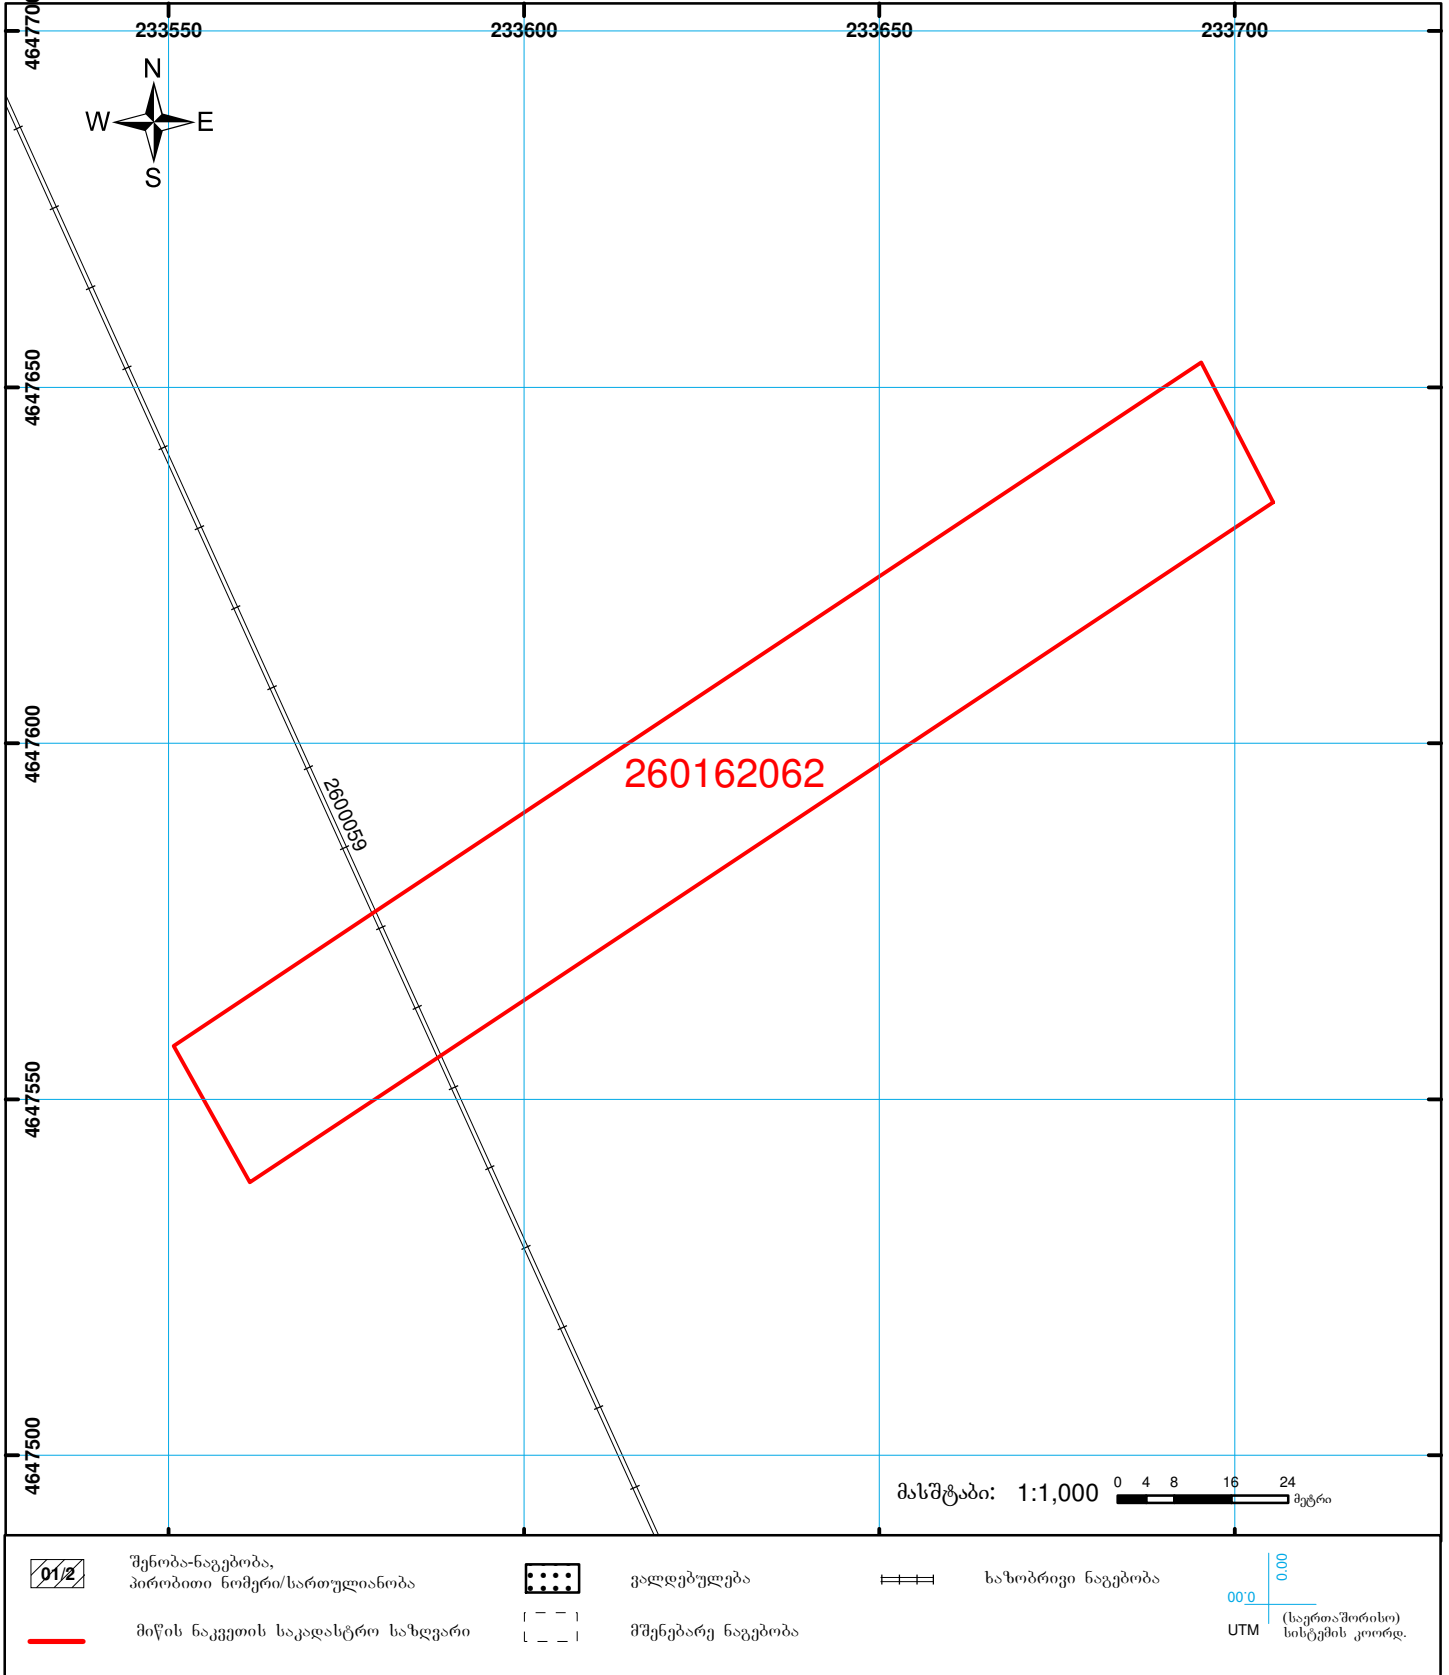 233550 233600 233650 233700
4647700
N
W E
S
4647650
4647600
260162062
2600059
4647550
4647500
მასშტაბი: 1:1,000 0 4 8 16 24 მეტრი
01/2 შენობა-ნაგებობა,
პირობითი ნომერი/სართულიანობა
ვალდებულება
ხაზობრივი ნაგებობა
მიწის ნაკვეთის საკადასტრო საზღვარი
მშენებარე ნაგებობა
00.0
00.0
UTM (საერთაშორისო)
სისტემის კოორდ.